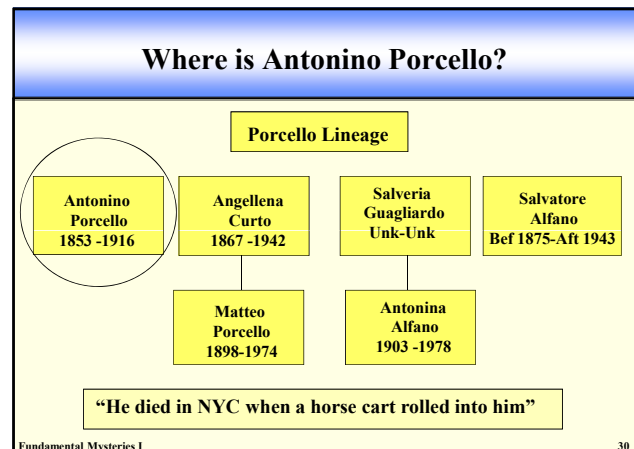 Where is Antonino Porcello?
Porcello Lineage
Antonino
Porcello
1853 -1916
Angellena
Curto
1867 -1942
Salveria
Guagliardo
Unk-Unk
Salvatore
Alfano
Bef 1875-Aft 1943
Matteo
Porcello
1898-1974
Antonina
Alfano
1903 -1978
“He died in NYC when a horse cart rolled into him”
Fundamental Mysteries I
30